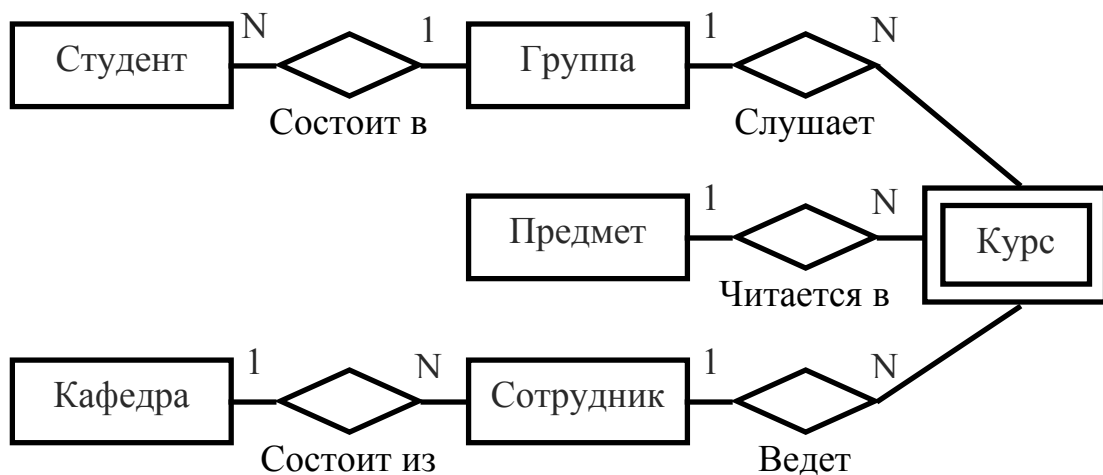 N 1 1 N
Студент Группа
Состоит в Слушает
1 N
Предмет Курс
Читается в
1 N 1 N
Кафедра Сотрудник
Состоит из Ведет